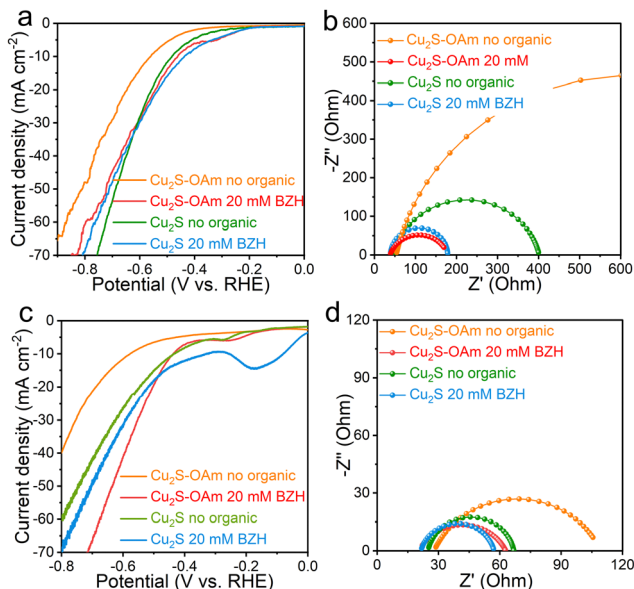 a
Current density (mA cm⁻²)
0
-10
-20
-30
-40
-50
-60
-70
Cu₂S-OAm no organic
Cu₂S-OAm 20 mM BZH
Cu₂S no organic
Cu₂S 20 mM BZH
-0.8 -0.6 -0.4 -0.2 0.0
Potential (V vs. RHE)
b
-Z'' (Ohm)
600
500
400
300
200
100
0
Cu₂S-OAm no organic
Cu₂S-OAm 20 mM
Cu₂S no organic
Cu₂S 20 mM BZH
0 100 200 300 400 500 600
Z' (Ohm)
c
Current density (mA cm⁻²)
0
-10
-20
-30
-40
-50
-60
-70
Cu₂S-OAm no organic
Cu₂S-OAm 20 mM BZH
Cu₂S no organic
Cu₂S 20 mM BZH
-0.8 -0.6 -0.4 -0.2 0.0
Potential (V vs. RHE)
d
-Z'' (Ohm)
120
90
60
30
0
Cu₂S-OAm no organic
Cu₂S-OAm 20 mM BZH
Cu₂S no organic
Cu₂S 20 mM BZH
0 30 60 90 120
Z' (Ohm)